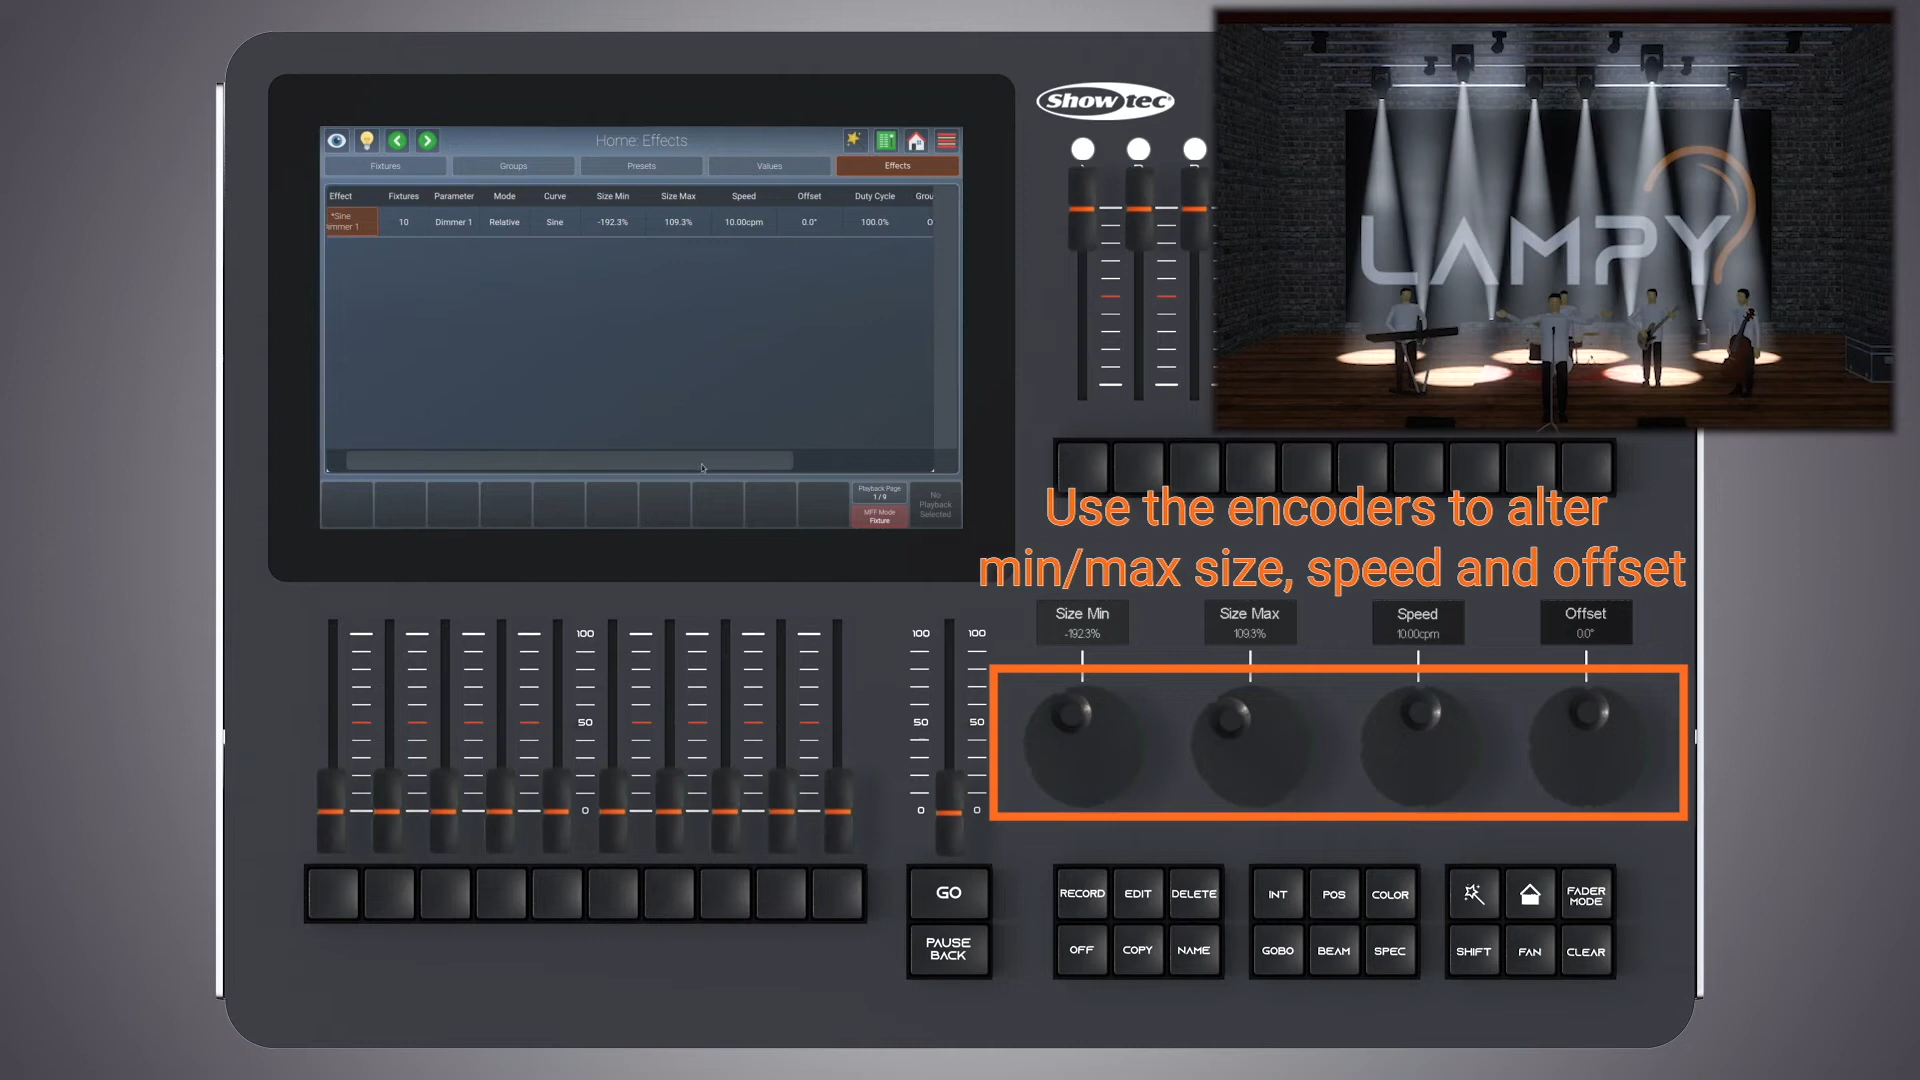 Showtec
LAMPY
Home: Effects
Fixtures Groups Presets Values Effects
Effect Fixtures Parameter Mode Curve Size Min Size Max Speed Offset Duty Cycle Grou
*Sine
immer 1
10 Dimmer 1 Relative Sine -192.3% 109.3% 10.00cpm 0.0° 100.0% 0
Playback Page
1 / 9
MFF Mode
Fixture
No
Playback
Selected
Use the encoders to alter
min/max size, speed and offset
Size Min
-192.3%
Size Max
109.3%
Speed
10.00cpm
Offset
0.0°
100 100 100
50 50 50
0 0 0
GO
PAUSE
BACK
RECORD EDIT DELETE
OFF COPY NAME
INT POS COLOR
GOBO BEAM SPEC
FADER
MODE
SHIFT FAN CLEAR